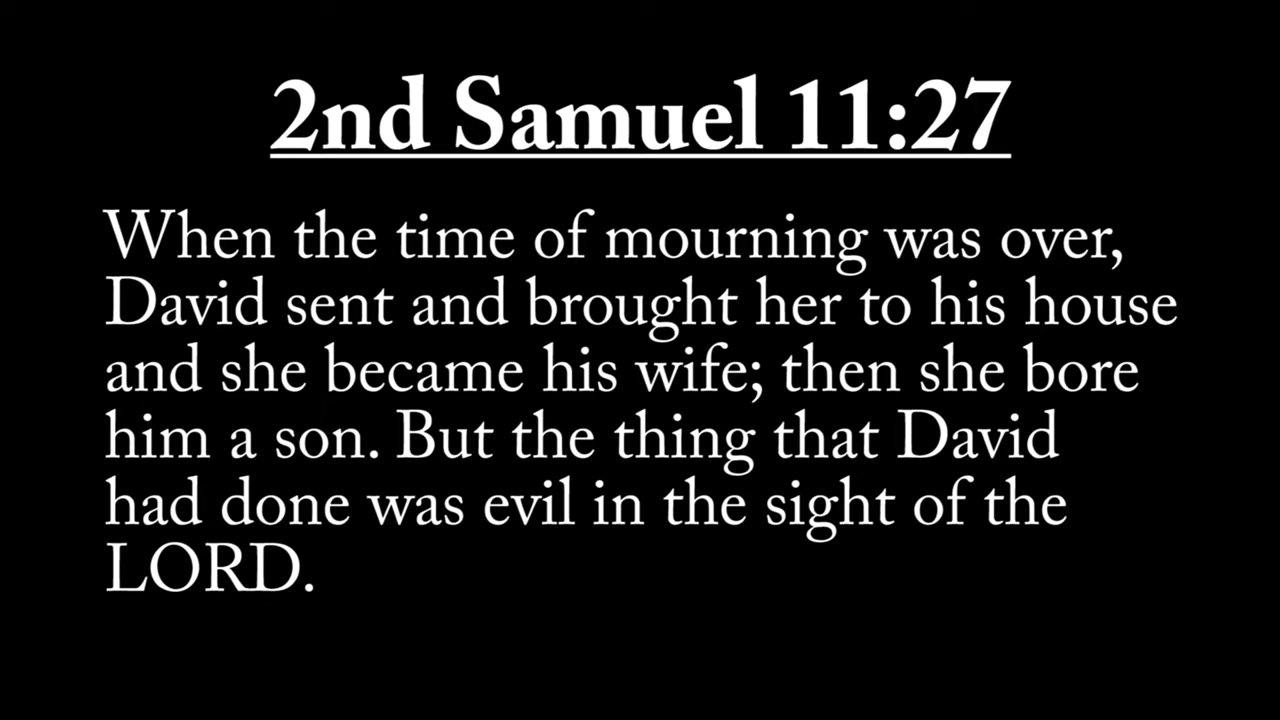 2nd Samuel 11:27
When the time of mourning was over,
David sent and brought her to his house
and she became his wife; then she bore
him a son. But the thing that David
had done was evil in the sight of the
LORD.